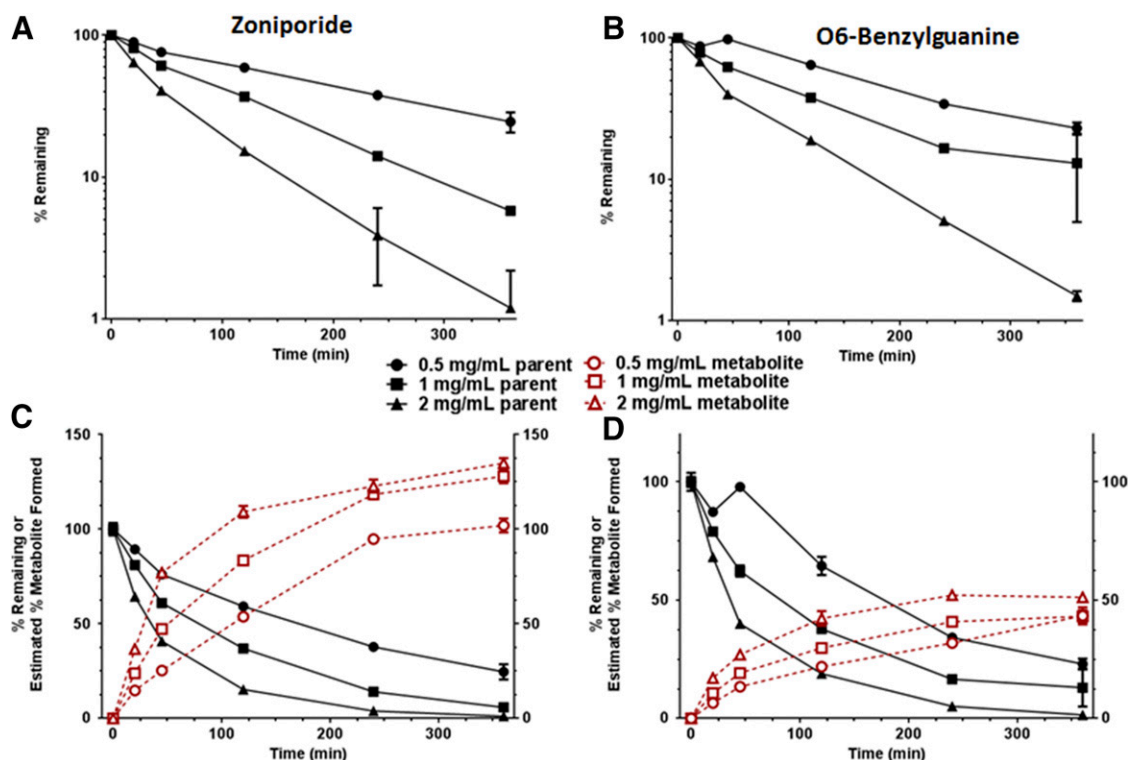 A
Zoniporide
100
10
1
% Remaining
0
100
200
300
Time (min)
B
O6-Benzylguanine
100
10
1
% Remaining
0
100
200
300
Time (min)
0.5 mg/mL parent
0.5 mg/mL metabolite
1 mg/mL parent
1 mg/mL metabolite
2 mg/mL parent
2 mg/mL metabolite
C
150
100
50
0
% Remaining or
Estimated % Metabolite Formed
150
100
50
0
0
100
200
300
Time (min)
D
100
50
0
% Remaining or
Estimated % Metabolite Formed
100
50
0
0
100
200
300
Time (min)